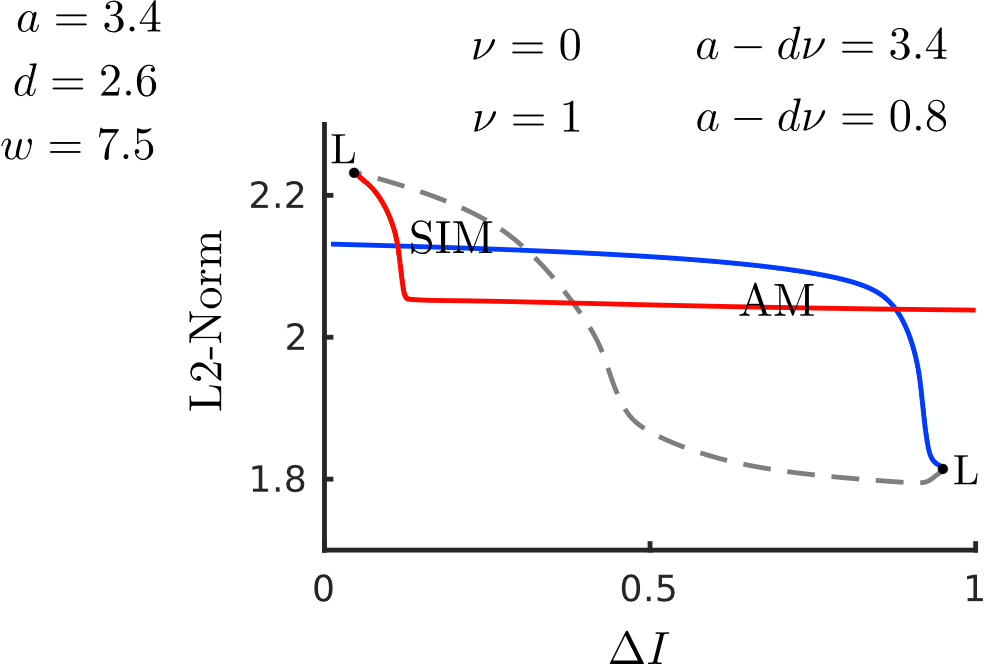 a = 3.4
d = 2.6
w = 7.5
ν = 0 a − dν = 3.4
ν = 1 a − dν = 0.8
L
2.2
SIM
AM
2
L2-Norm
1.8
L
0 0.5 1
ΔI